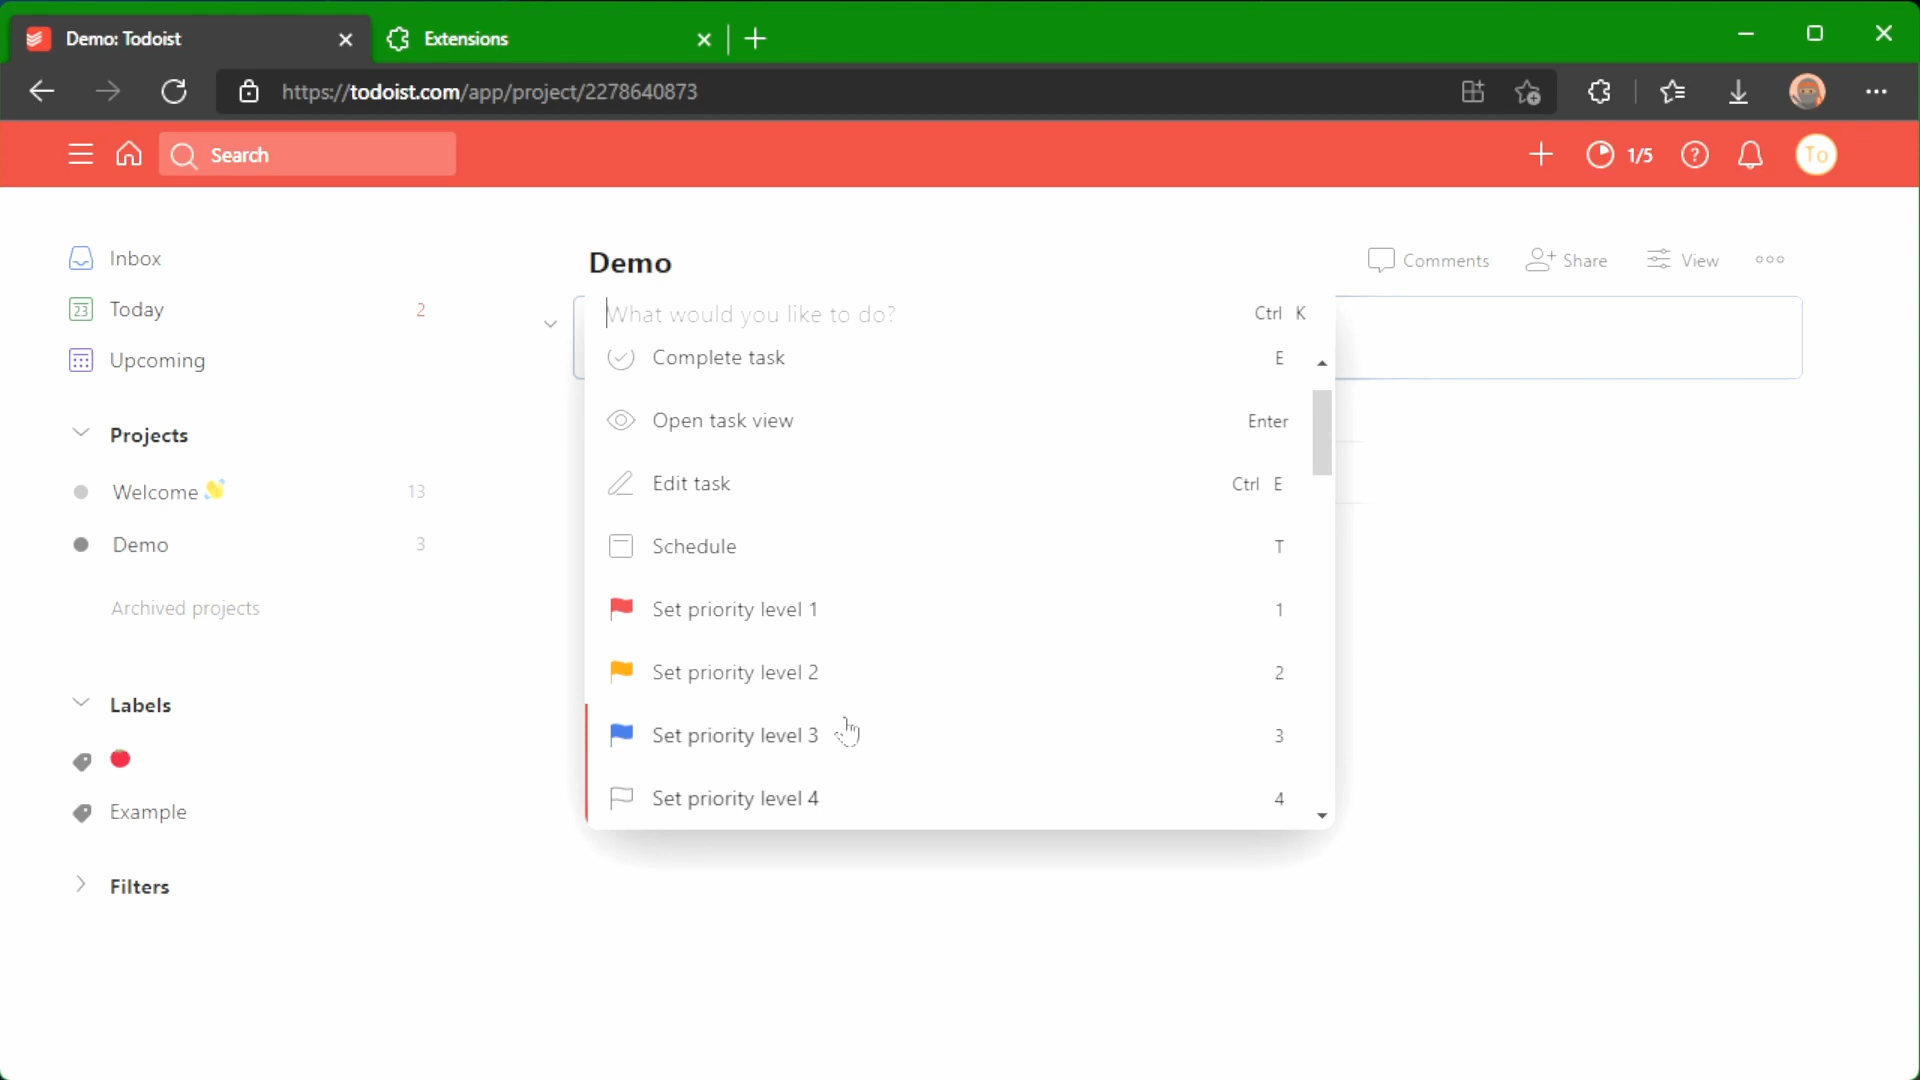 Demo: Todoist
Extensions
https://todoist.com/app/project/2278640873
Search
1/5
To
Inbox
23 Today 2
Upcoming
Projects
Welcome 👋 13
Demo 3
Archived projects
Labels
🍅
Example
Filters
Demo
Comments
Share
View
What would you like to do? Ctrl K
Complete task E
Open task view Enter
Edit task Ctrl E
Schedule T
Set priority level 1 1
Set priority level 2 2
Set priority level 3 3
Set priority level 4 4